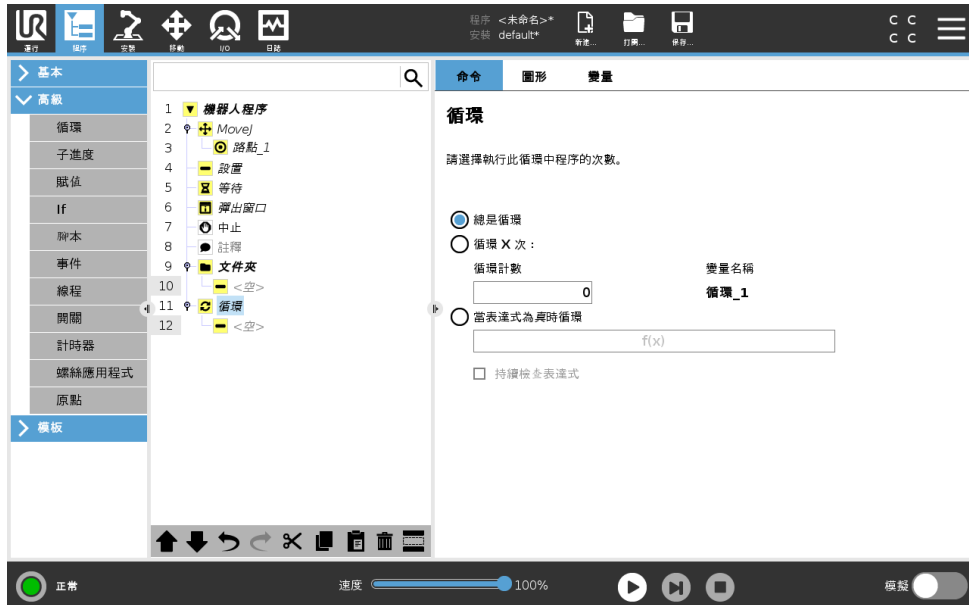 UR
運行
程序
安裝
移動
I/O
日誌
程序 <未命名>*
安裝 default*
新建...
打開...
保存...
C C
C C
基本
高級
循環
子進度
賦值
If
腳本
事件
線程
開關
計時器
螺絲應用程式
原點
模板
1 機器人程序
2 MoveJ
3 路點_1
4 設置
5 等待
6 彈出窗口
7 中止
8 註釋
9 文件夾
10 <空>
11 循環
12 <空>
命令 圖形 變量
循環
請選擇執行此循環中程序的次數。
總是循環
循環 X 次：
循環計數 變量名稱
0 循環_1
當表達式為真時循環
f(x)
持續檢查表達式
正常
速度 100%
模擬